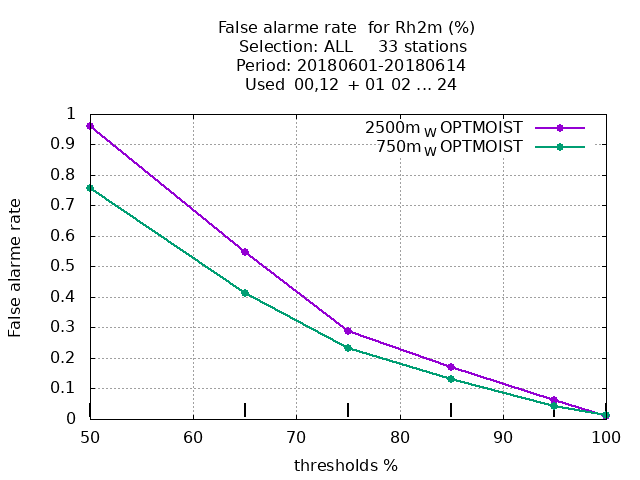 False alarme rate for Rh2m (%)
Selection: ALL 33 stations
Period: 20180601-20180614
Used 00,12 + 01 02 ... 24
2500m W OPTMOIST
750m W OPTMOIST
False alarme rate
1
0.9
0.8
0.7
0.6
0.5
0.4
0.3
0.2
0.1
0
50 60 70 80 90 100
thresholds %